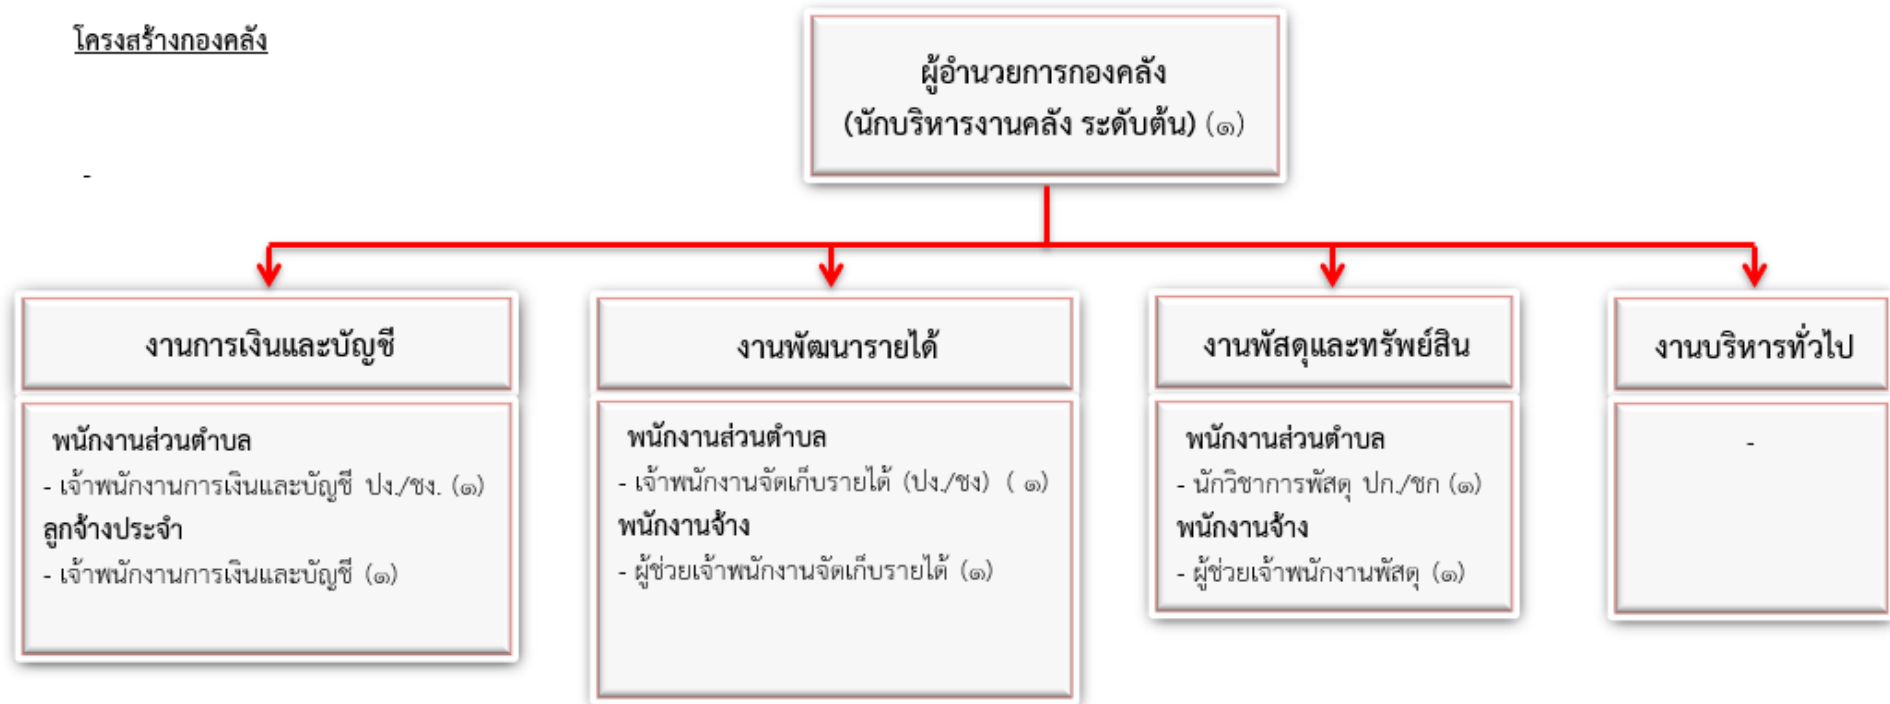 โครงสร้างกองคลัง
ผู้อำนวยการกองคลัง
(นักบริหารงานคลัง ระดับต้น) (๑)
-
งานการเงินและบัญชี
พนักงานส่วนตำบล
- เจ้าพนักงานการเงินและบัญชี ปง./ชง. (๑)
ลูกจ้างประจำ
- เจ้าพนักงานการเงินและบัญชี (๑)
งานพัฒนารายได้
พนักงานส่วนตำบล
- เจ้าพนักงานจัดเก็บรายได้ (ปง./ชง) ( ๑)
พนักงานจ้าง
- ผู้ช่วยเจ้าพนักงานจัดเก็บรายได้ (๑)
งานพัสดุและทรัพย์สิน
พนักงานส่วนตำบล
- นักวิชาการพัสดุ ปก./ชก (๑)
พนักงานจ้าง
- ผู้ช่วยเจ้าพนักงานพัสดุ (๑)
งานบริหารทั่วไป
-